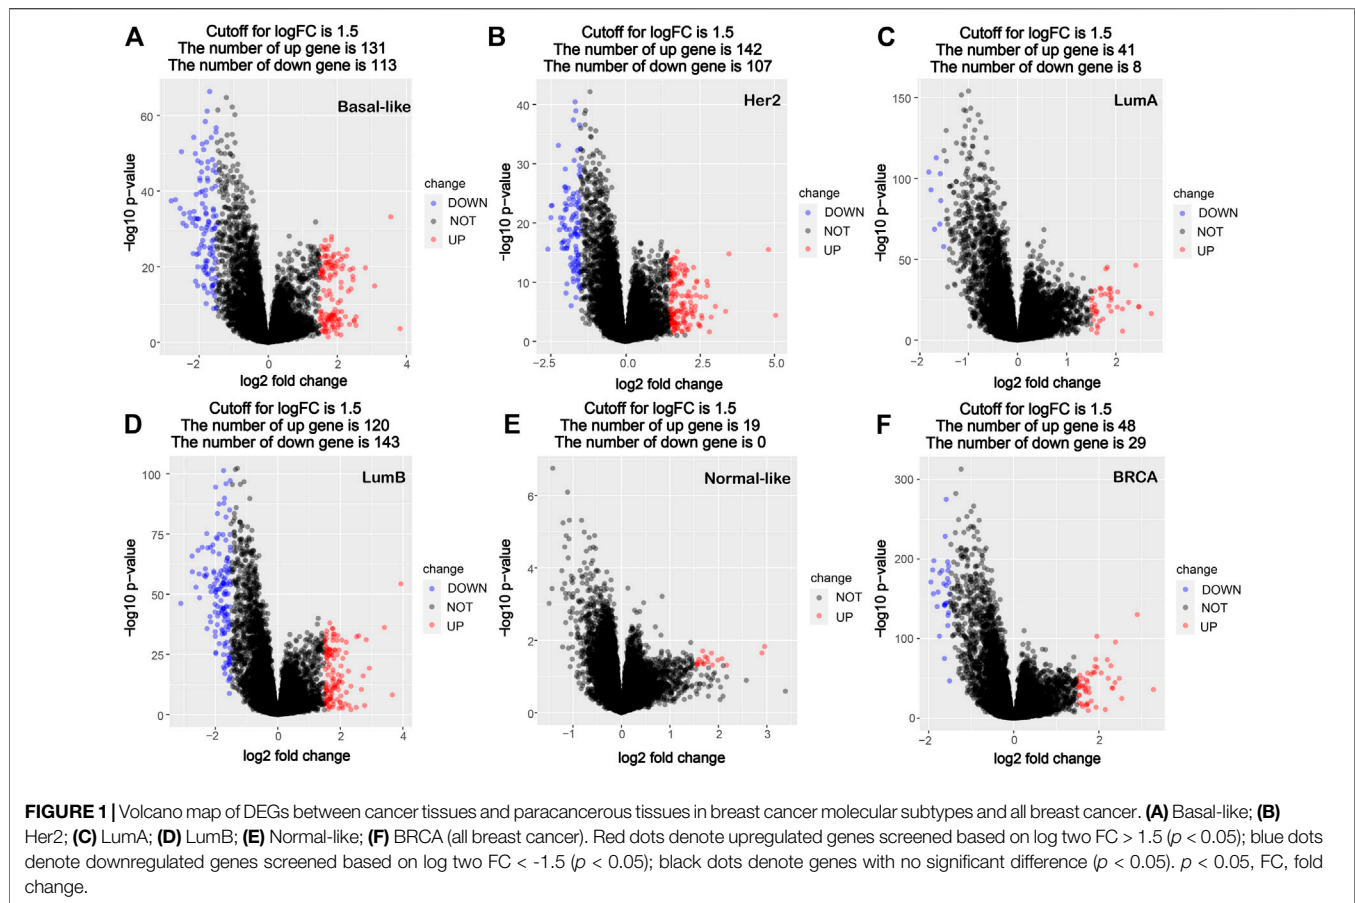 A
Cutoff for logFC is 1.5
The number of up gene is 131
The number of down gene is 113
Basal-like
60
40
20
0
−2
0
2
4
−log10 p−value
log2 fold change
change
DOWN
NOT
UP
B
Cutoff for logFC is 1.5
The number of up gene is 142
The number of down gene is 107
Her2
40
30
20
10
0
−2.5
0.0
2.5
5.0
−log10 p−value
log2 fold change
change
DOWN
NOT
UP
C
Cutoff for logFC is 1.5
The number of up gene is 41
The number of down gene is 8
LumA
150
100
50
0
−2
−1
0
1
2
−log10 p−value
log2 fold change
change
DOWN
NOT
UP
D
Cutoff for logFC is 1.5
The number of up gene is 120
The number of down gene is 143
LumB
100
75
50
25
0
−2
0
2
4
−log10 p−value
log2 fold change
change
DOWN
NOT
UP
E
Cutoff for logFC is 1.5
The number of up gene is 19
The number of down gene is 0
Normal-like
6
4
2
0
−1
0
1
2
3
−log10 p−value
log2 fold change
change
NOT
UP
F
Cutoff for logFC is 1.5
The number of up gene is 48
The number of down gene is 29
BRCA
300
200
100
0
−2
0
2
−log10 p−value
log2 fold change
change
DOWN
NOT
UP
FIGURE 1 | Volcano map of DEGs between cancer tissues and paracancerous tissues in breast cancer molecular subtypes and all breast cancer. (A) Basal-like; (B)
Her2; (C) LumA; (D) LumB; (E) Normal-like; (F) BRCA (all breast cancer). Red dots denote upregulated genes screened based on log two FC > 1.5 (p < 0.05); blue dots
denote downregulated genes screened based on log two FC < -1.5 (p < 0.05); black dots denote genes with no significant difference (p < 0.05). p < 0.05, FC, fold
change.